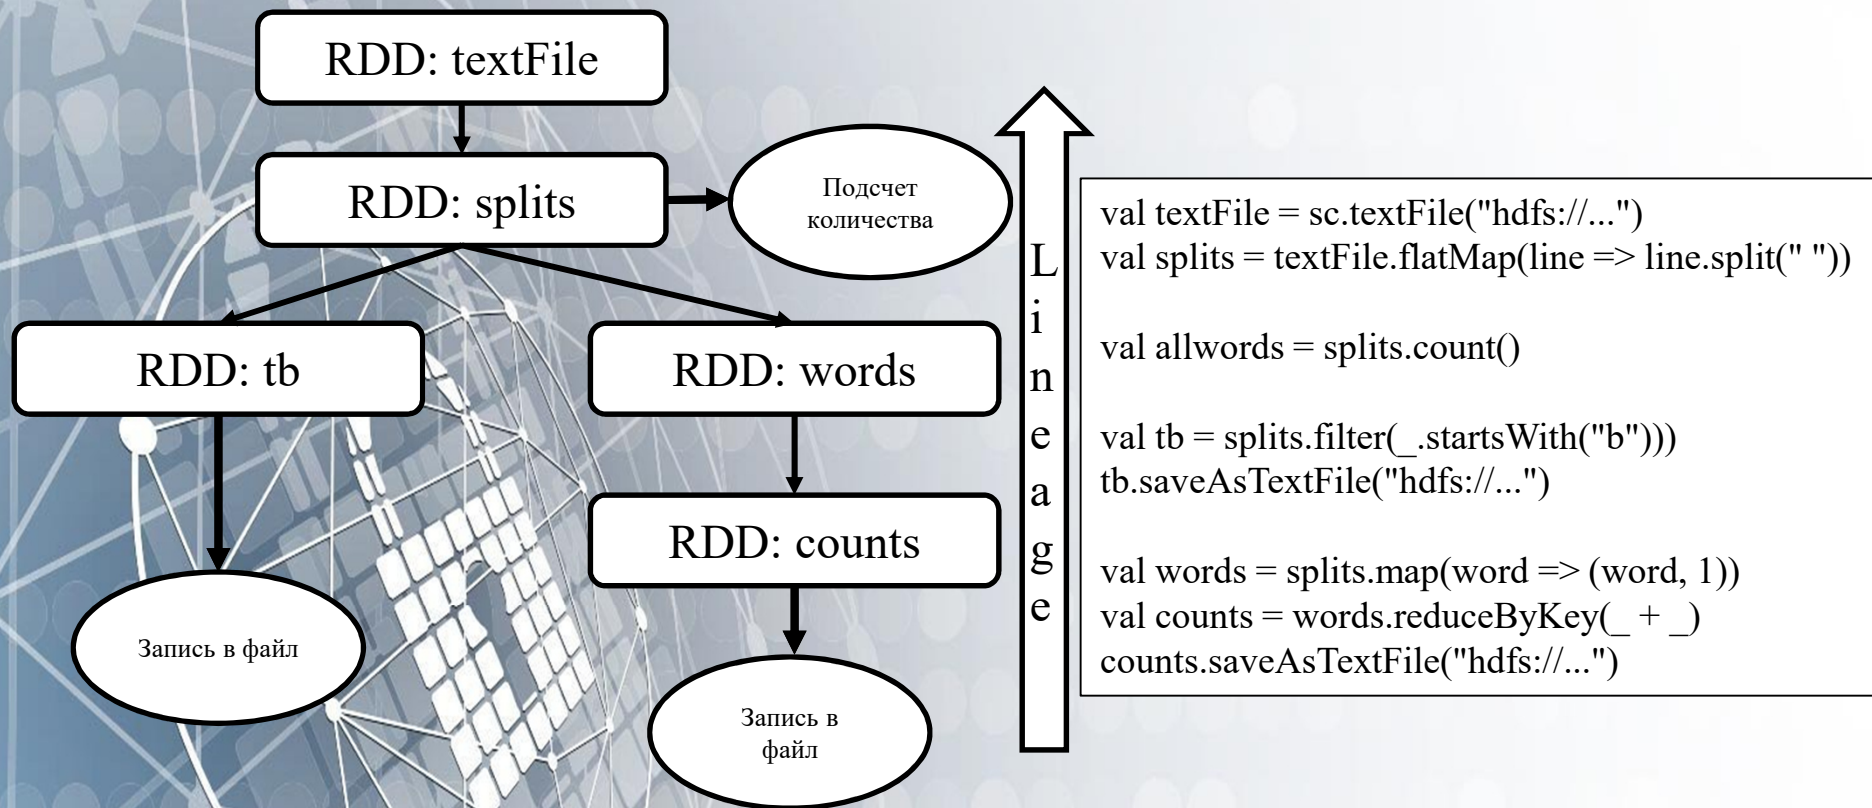 RDD: textFile
RDD: splits
Подсчет
количества
RDD: tb
RDD: words
RDD: counts
Запись в файл
Запись в
файл
L
i
n
e
a
g
e
val textFile = sc.textFile("hdfs://...")
val splits = textFile.flatMap(line => line.split(" "))
val allwords = splits.count()
val tb = splits.filter(_.startsWith("b")))
tb.saveAsTextFile("hdfs://...")
val words = splits.map(word => (word, 1))
val counts = words.reduceByKey(_ + _)
counts.saveAsTextFile("hdfs://...")